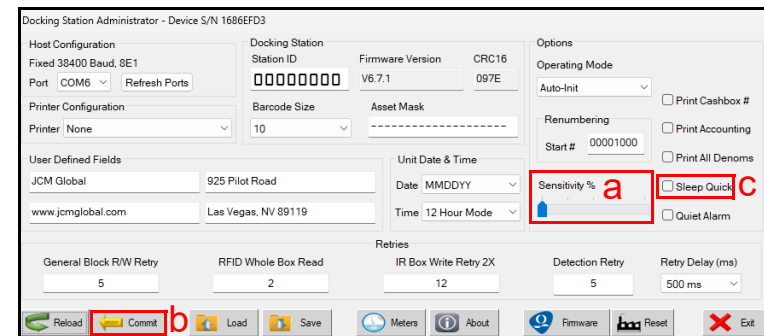 Docking Station Administrator - Device S/N 1686EFD3
Host Configuration
Fixed 38400 Baud, 8E1
Port COM6 Refresh Ports
Printer Configuration
Printer None
Docking Station
Station ID Firmware Version CRC16
00000000 V6.7.1 097E
Barcode Size Asset Mask
10 --------------------
Options
Operating Mode
Auto-Init
Renumbering
Start # 00001000
Print Cashbox #
Print Accounting
Print All Denoms
Sleep Quick c
Quiet Alarm
Sensitivity % a
User Defined Fields
JCM Global 925 Pilot Road
www.jcmglobal.com Las Vegas, NV 89119
Unit Date & Time
Date MMDDYY
Time 12 Hour Mode
Retries
General Block R/W Retry RFID Whole Box Read IR Box Write Retry 2X Detection Retry Retry Delay (ms)
5 2 12 5 500 ms
Reload Commit b Load Save Meters About Firmware Reset Exit